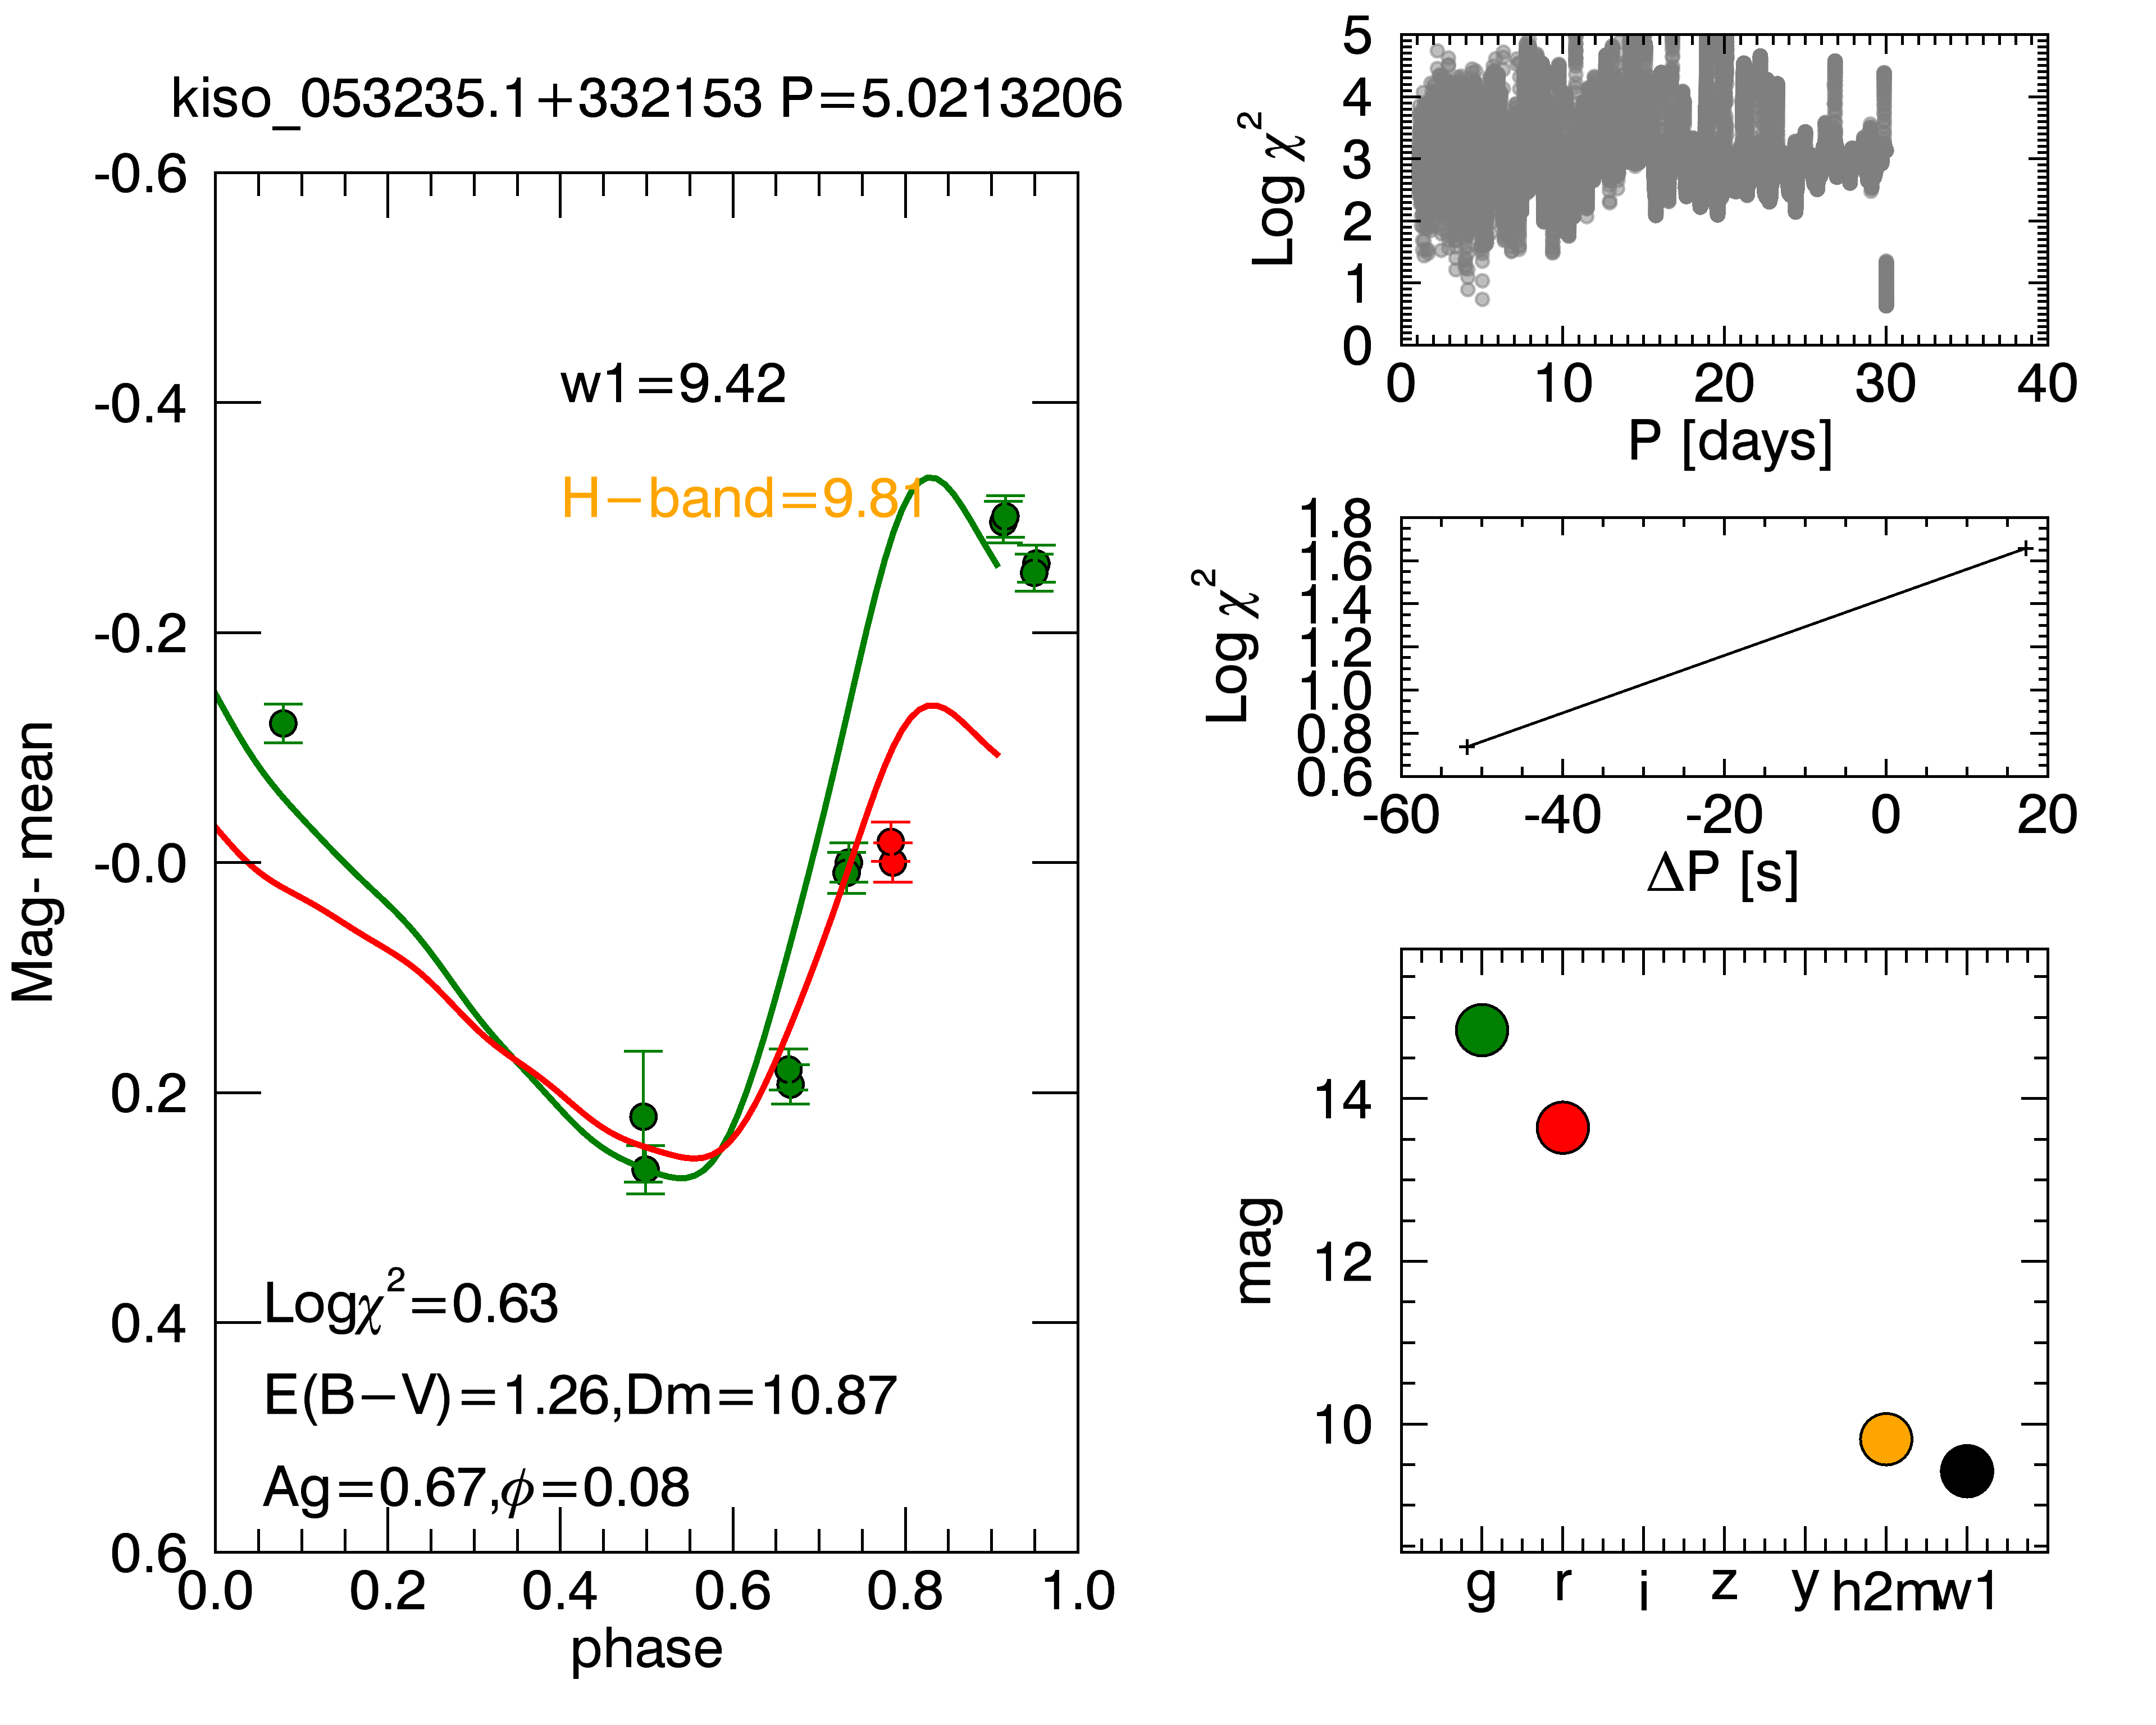 kiso_053235.1+332153 P=5.0213206
-0.6
-0.4
-0.2
-0.0
0.2
0.4
0.6
Mag- mean
w1=9.42
H-band=9.81
Logχ²=0.63
E(B-V)=1.26,Dm=10.87
Ag=0.67,ϕ=0.08
0.0 0.2 0.4 0.6 0.8 1.0
phase
5
4
3
2
1
0
Log χ²
0 10 20 30 40
P [days]
1.8
1.6
1.4
1.2
1.0
0.8
0.6
Log χ²
-60 -40 -20 0 20
ΔP [s]
14
12
10
mag
g r i z y h2m w1